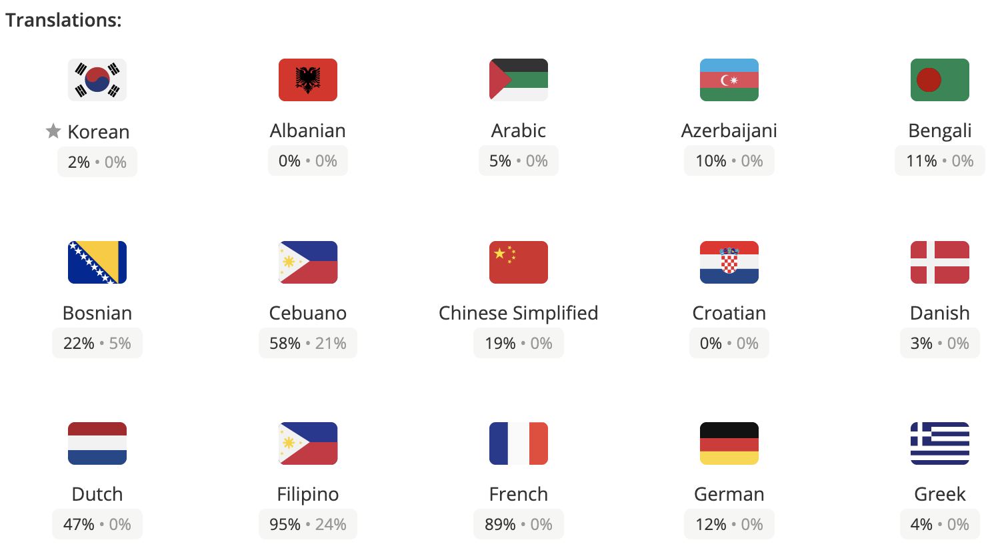 Translations:
Korean
2% • 0%
Albanian
0% • 0%
Arabic
5% • 0%
Azerbaijani
10% • 0%
Bengali
11% • 0%
Bosnian
22% • 5%
Cebuano
58% • 21%
Chinese Simplified
19% • 0%
Croatian
0% • 0%
Danish
3% • 0%
Dutch
47% • 0%
Filipino
95% • 24%
French
89% • 0%
German
12% • 0%
Greek
4% • 0%